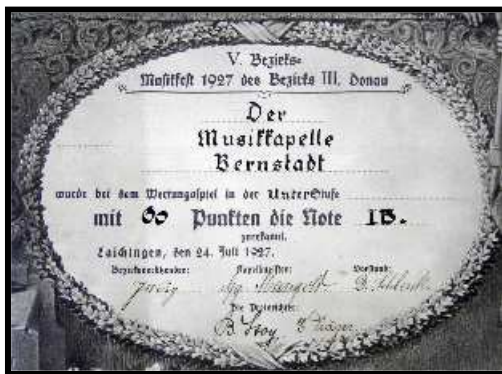 V. Bezirks-
Musikfest 1927 des Bezirks III. Donau
Der
Musikkapelle
Bernstadt
wurde bei dem Wertungsspiel in der UnterStufe
mit 60 Punkten die Note IB.
zuerkannt.
Laichingen, den 24. Juli 1927.
Bezirksvorsitzender:
Vorstand:
Die Preisrichter:
B. Stoy